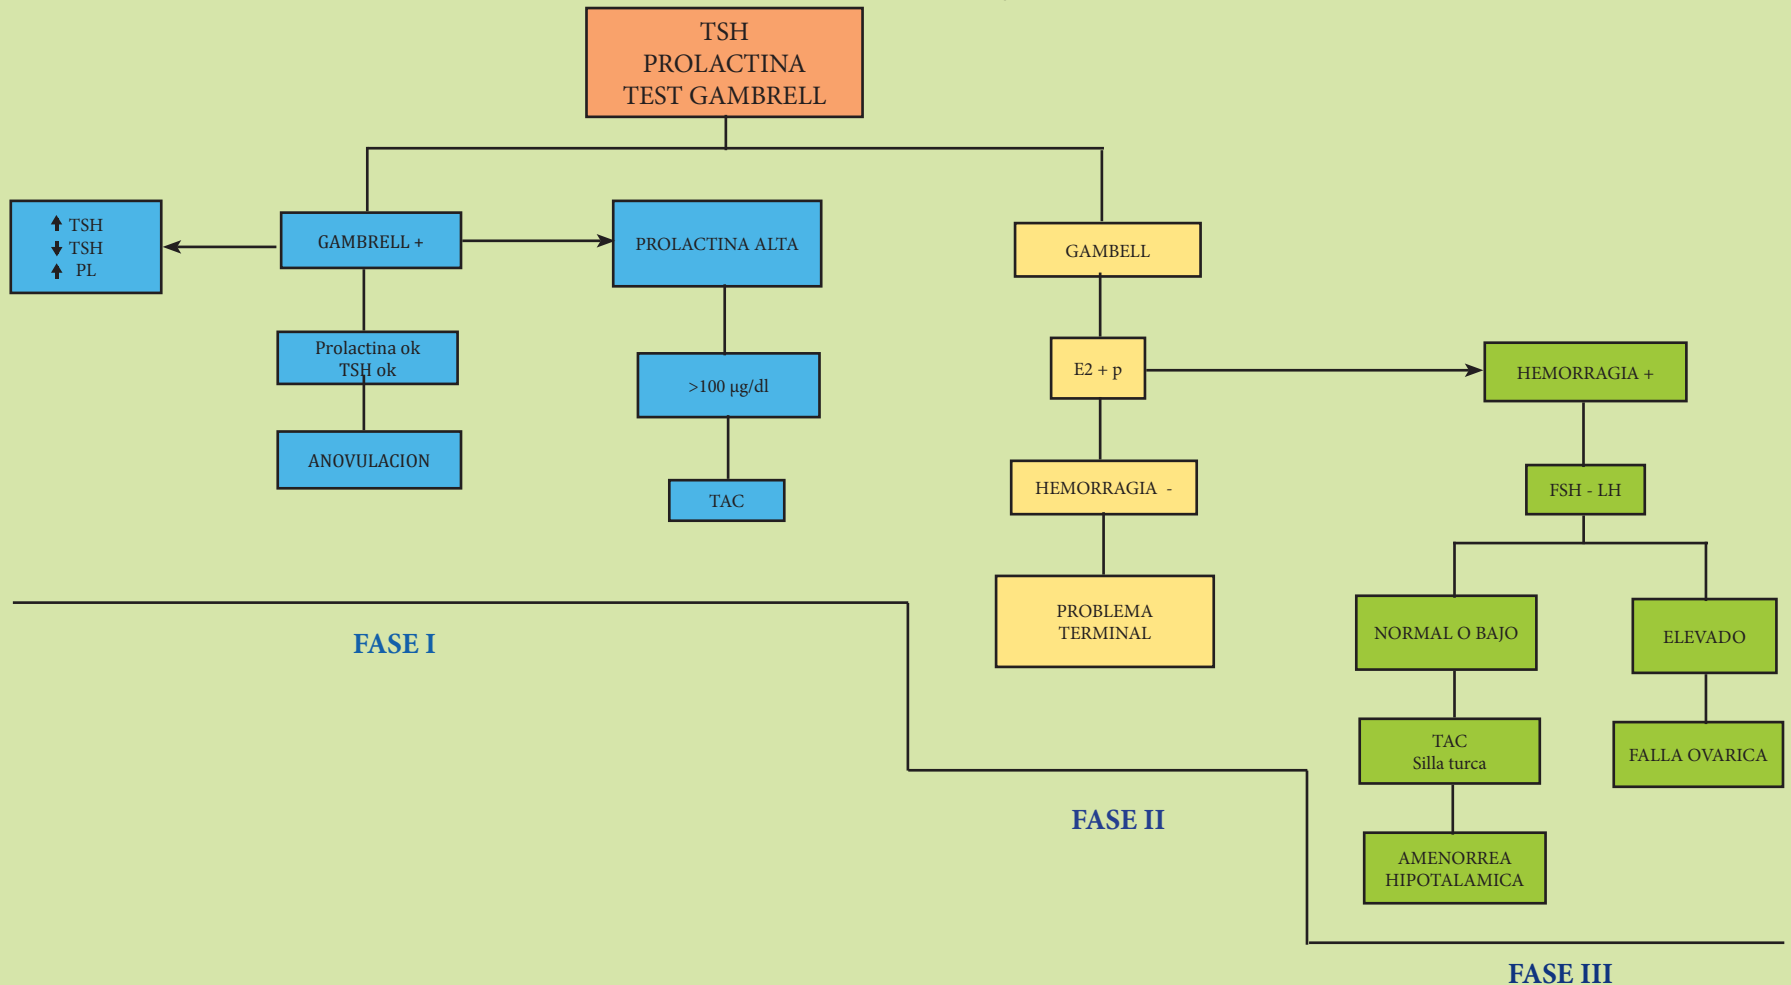 TSH
PROLACTINA
TEST GAMBRELL
TSH
TSH
PL
GAMBRELL +
PROLACTINA ALTA
GAMBELL
Prolactina ok
TSH ok
>100 µg/dl
E2 + p
HEMORRAGIA +
ANOVULACION
TAC
HEMORRAGIA -
FSH - LH
PROBLEMA
TERMINAL
NORMAL O BAJO
ELEVADO
FASE I
TAC
Silla turca
FALLA OVARICA
FASE II
AMENORREA
HIPOTALAMICA
FASE III